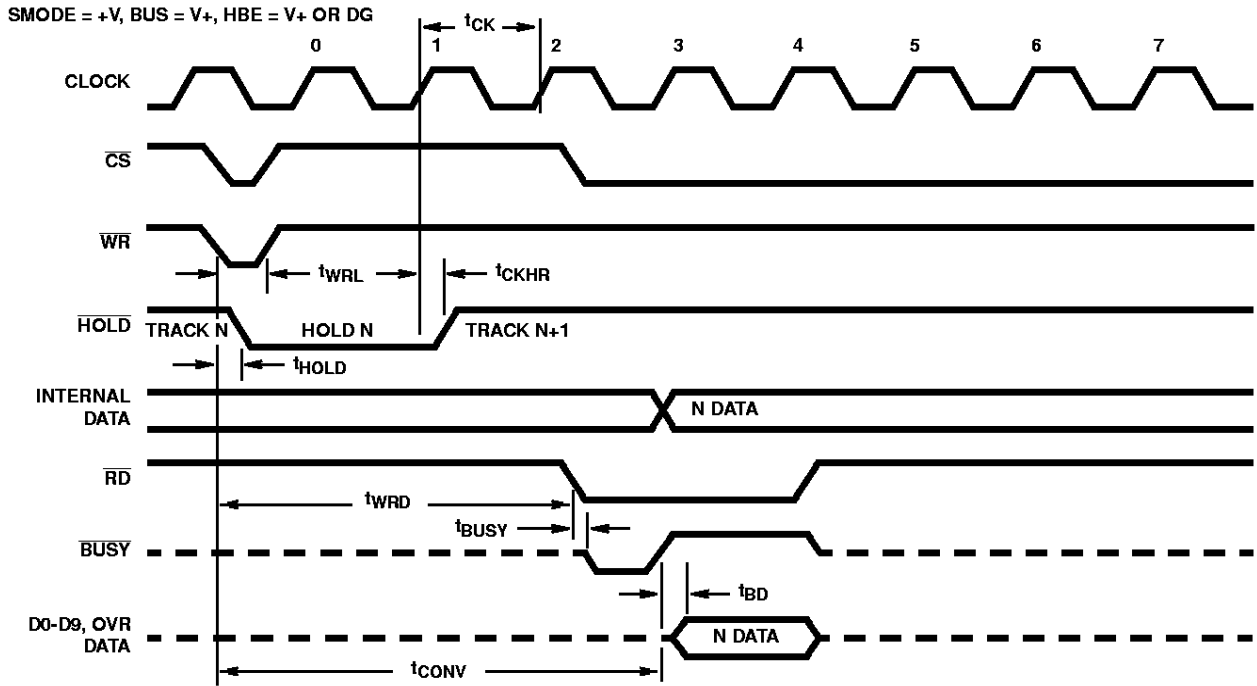 SMODE = +V, BUS = V+, HBE = V+ OR DG
tCK
0 1 2 3 4 5 6 7
CLOCK
CS
WR
tWRL
tCKHR
HOLD
TRACK N
HOLD N
TRACK N+1
tHOLD
INTERNAL
DATA
N DATA
RD
tWRD
tBUSY
BUSY
tBD
D0-D9, OVR
DATA
N DATA
tCONV